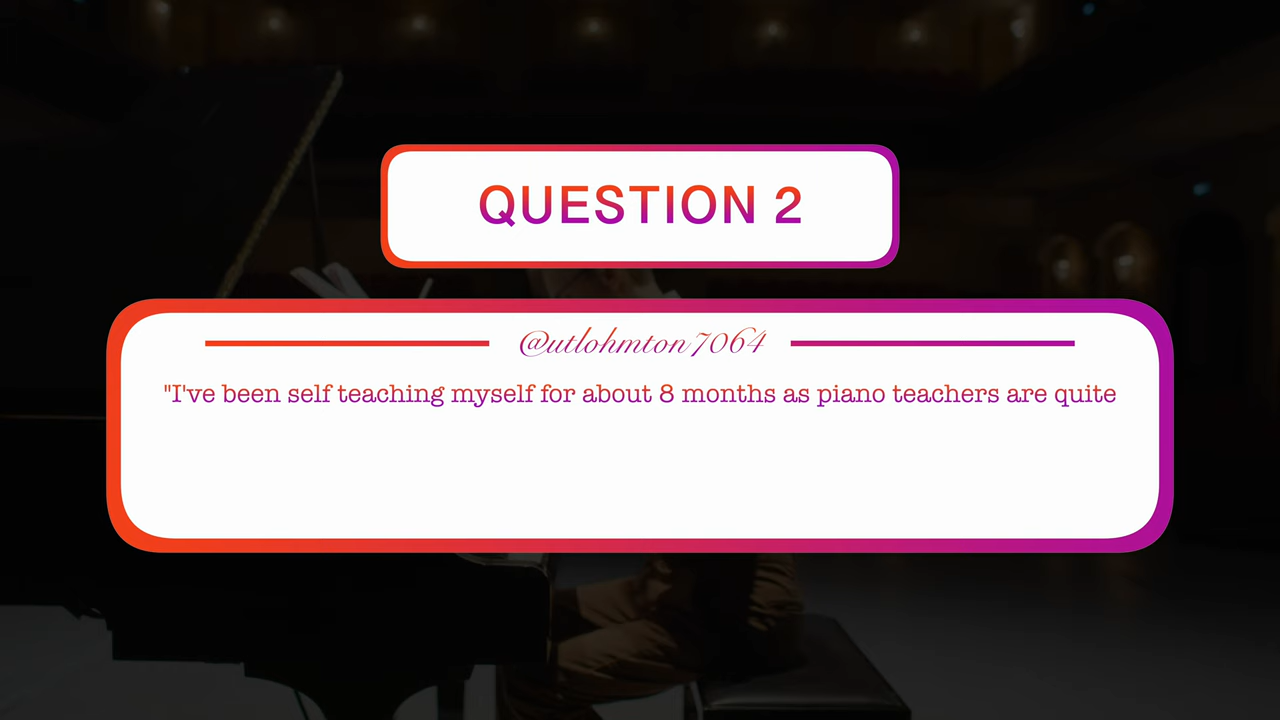 QUESTION 2
@utlohmton7064
"I've been self teaching myself for about 8 months as piano teachers are quite